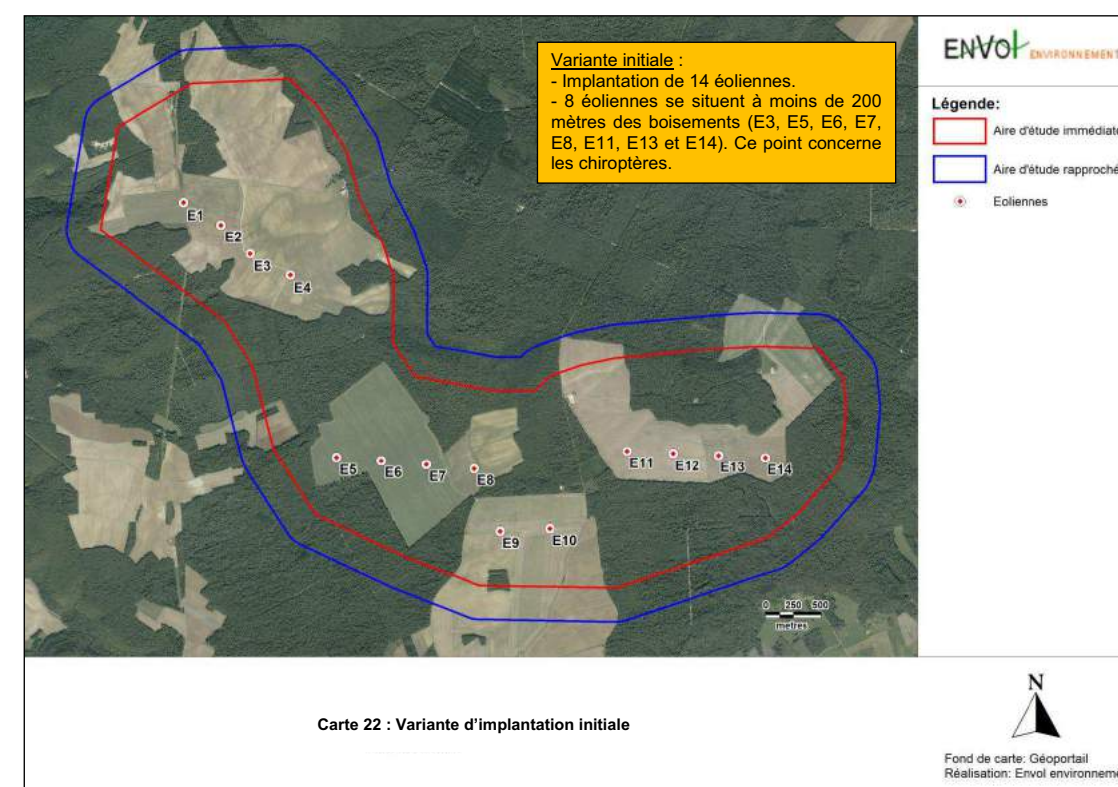 Variante initiale :
- Implantation de 14 éoliennes.
- 8 éoliennes se situent à moins de 200
mètres des boisements (E3, E5, E6, E7,
E8, E11, E13 et E14). Ce point concerne
les chiroptères.
ENVOL ENVIRONNEMENT
Légende:
Aire d'étude immédiate
Aire d'étude rapproché
Eoliennes
E1
E2
E3
E4
E5
E6
E7
E8
E9
E10
E11
E12
E13
E14
0 250 500
metres
Carte 22 : Variante d'implantation initiale
N
Fond de carte: Géoportail
Réalisation: Envol environneme